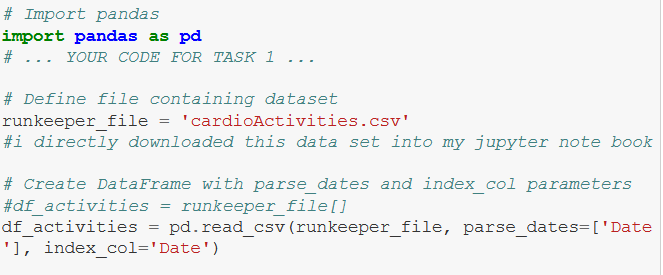 # Import pandas
import pandas as pd
# ... YOUR CODE FOR TASK 1 ...
# Define file containing dataset
runkeeper_file = 'cardioActivities.csv'
#i directly downloaded this data set into my jupyter note book
# Create DataFrame with parse_dates and index_col parameters
#df_activities = runkeeper_file[]
df_activities = pd.read_csv(runkeeper_file, parse_dates=['Date
'], index_col='Date')